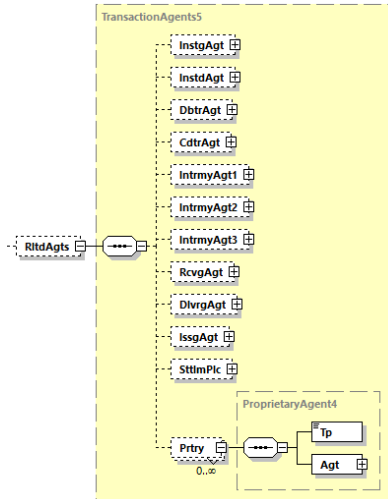 TransactionAgents5
InstgAgt
InstdAgt
DbtrAgt
CdtrAgt
IntrmyAgt1
IntrmyAgt2
IntrmyAgt3
RltdAgts
RcvgAgt
DlvrgAgt
IssgAgt
SttlmPlc
ProprietaryAgent4
Tp
Prtry
0..∞
Agt